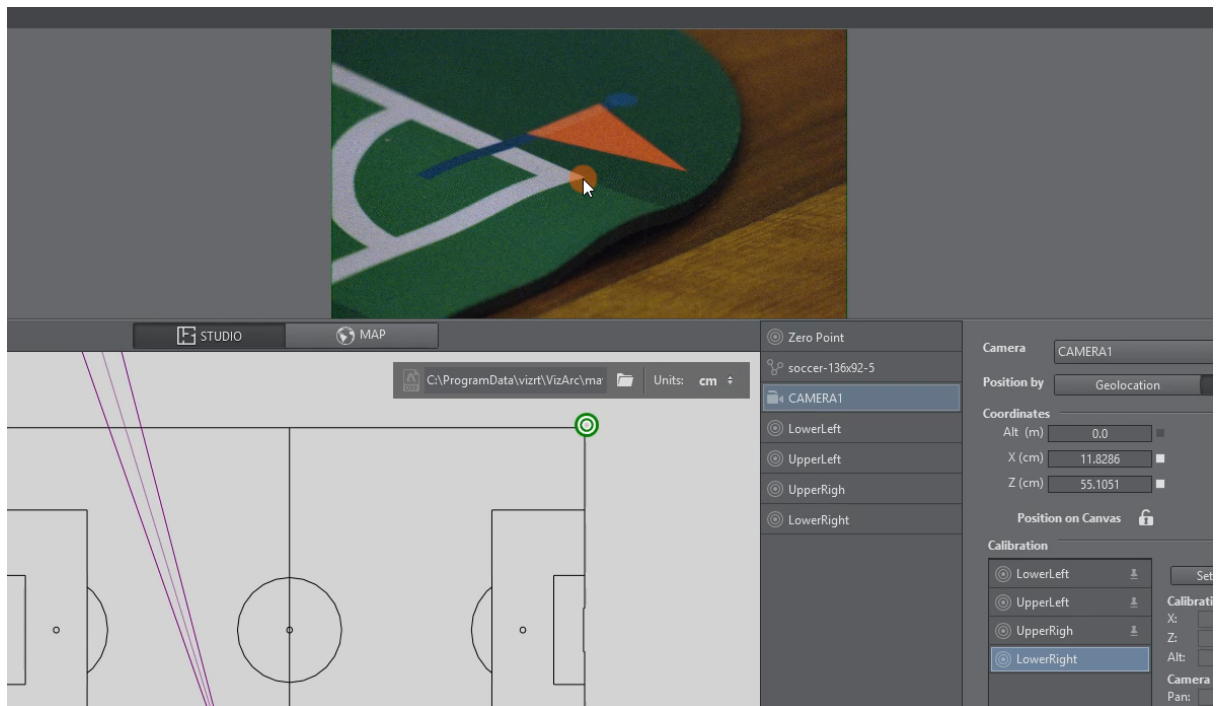 STUDIO
MAP
C:\ProgramData\vizrt\VizArc\ma
Units: cm
Zero Point
soccer-136x92-5
CAMERA1
LowerLeft
UpperLeft
UpperRigh
LowerRight
Camera CAMERA1
Position by Geolocation
Coordinates
Alt (m) 0.0
X (cm) 11.8286
Z (cm) 55.1051
Position on Canvas
Calibration
LowerLeft
UpperLeft
UpperRigh
LowerRight
Set
Calibrati
X:
Z:
Alt:
Camera
Pan: